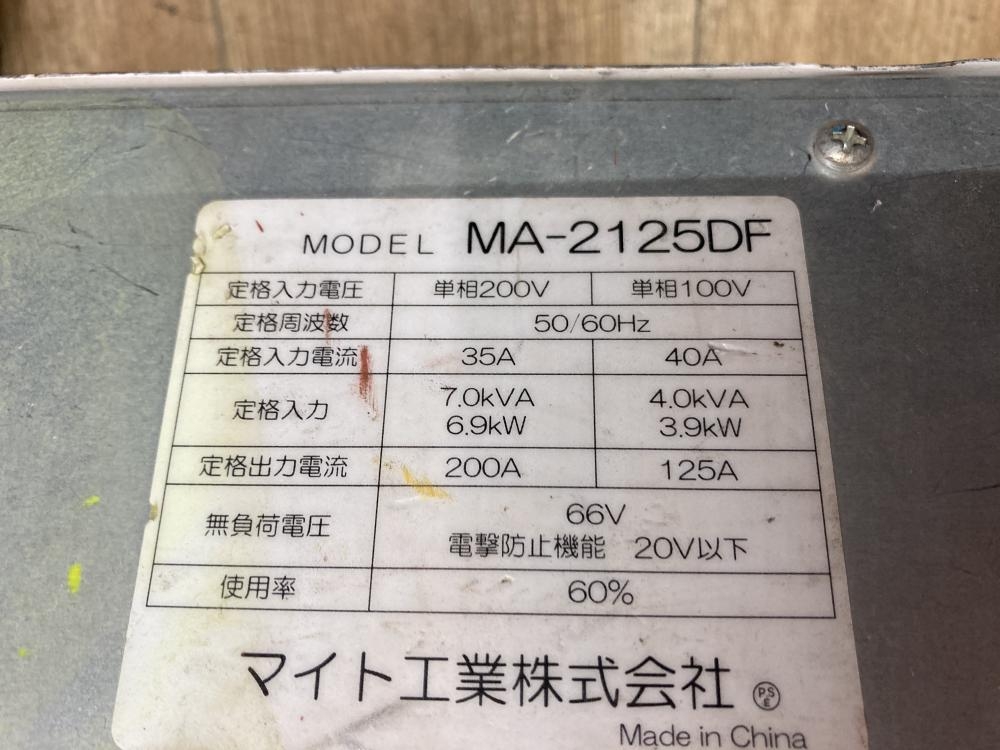 MODEL MA-2125DF
定格入力電圧 単相200V 単相100V
定格周波数 50/60Hz
定格入力電流 35A 40A
定格入力 7.0kVA 4.0kVA
6.9kW 3.9kW
定格出力電流 200A 125A
無負荷電圧 66V
電撃防止機能 20V以下
使用率 60%
マイト工業株式会社 PSE
Made in China